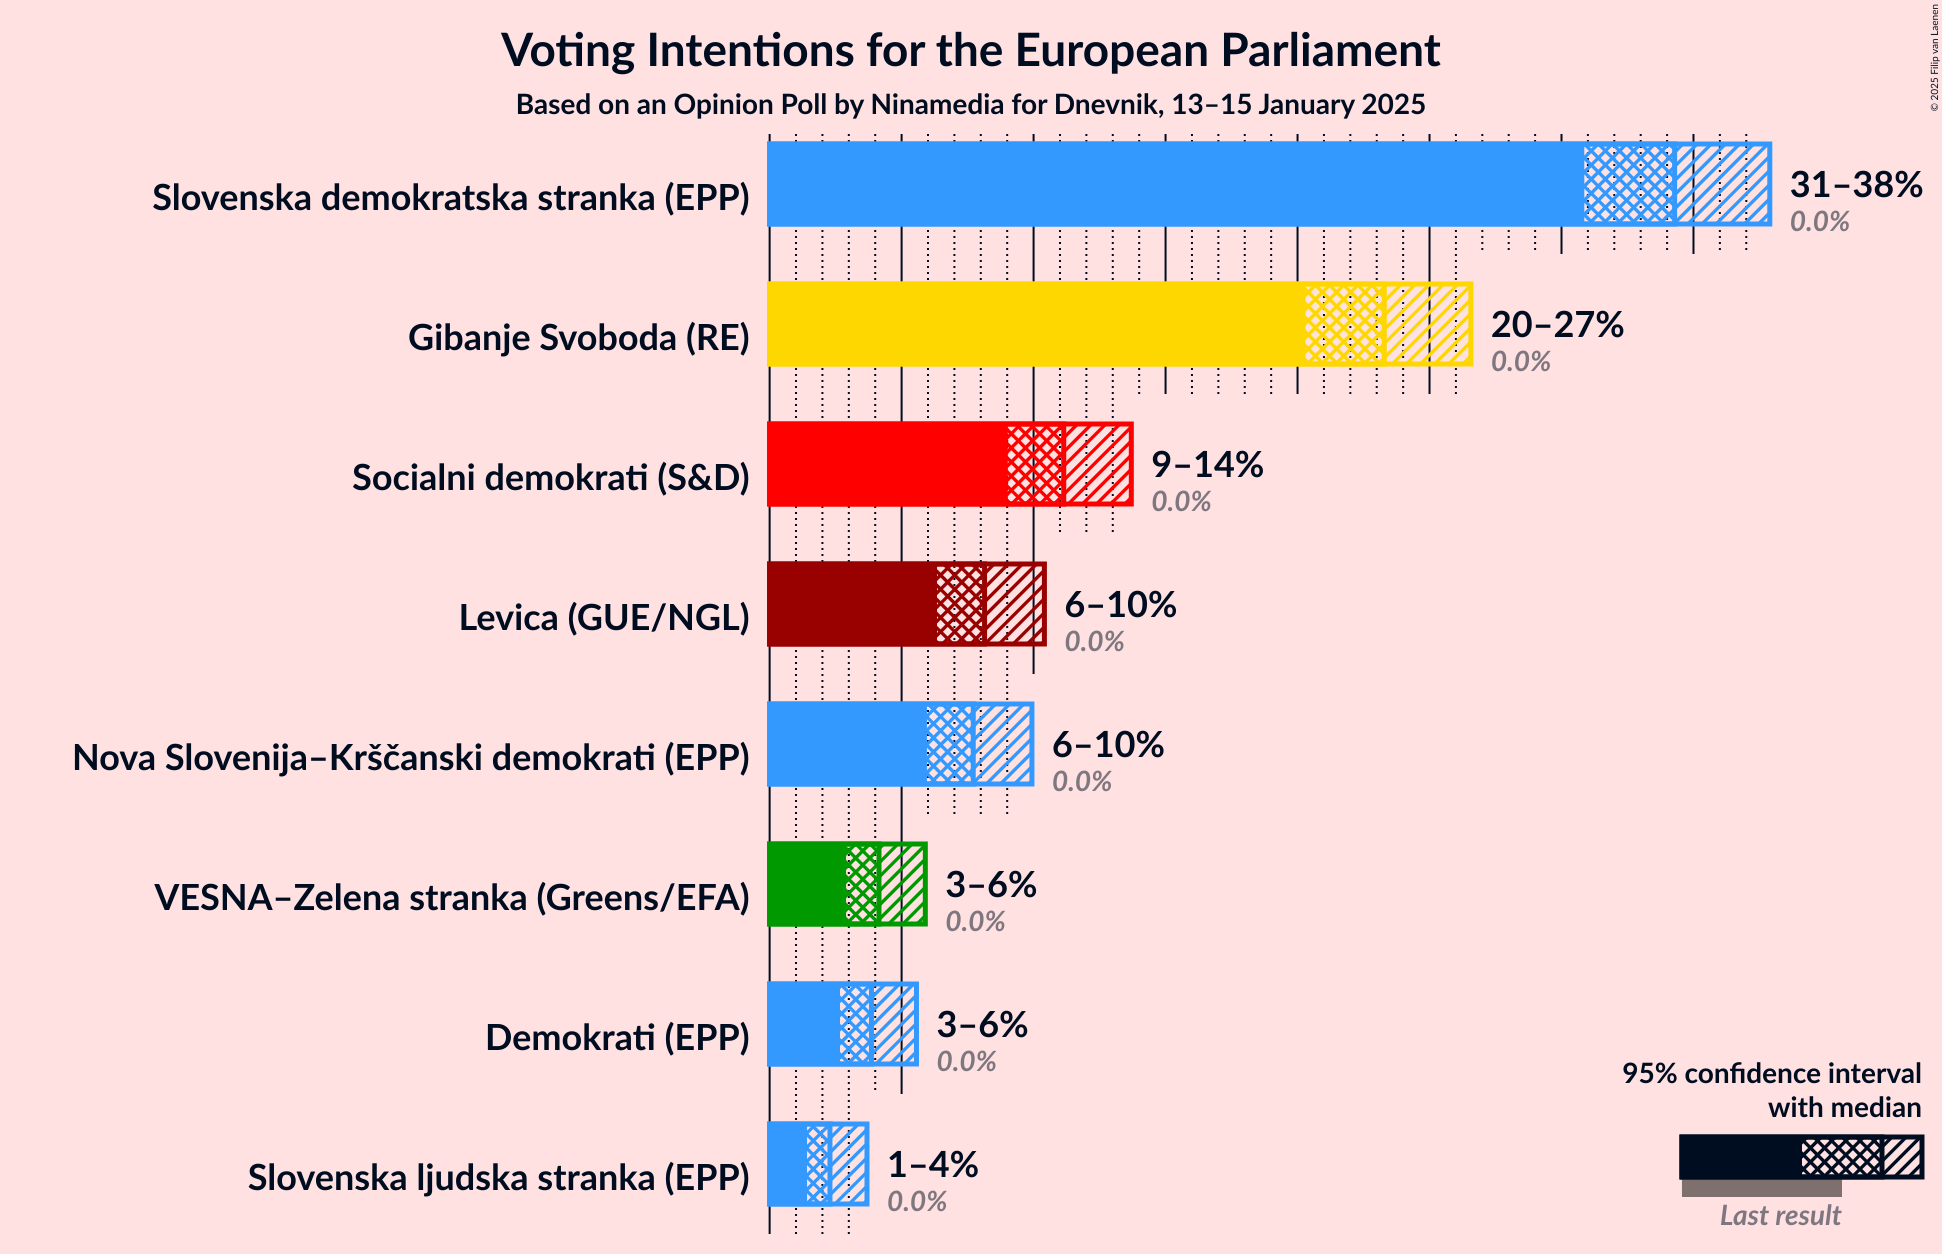 Voting Intentions for the European Parliament
Based on an Opinion Poll by Ninamedia for Dnevnik, 13–15 January 2025
© 2025 Filip van Laenen
Slovenska demokratska stranka (EPP)
31–38%
0.0%
Gibanje Svoboda (RE)
20–27%
0.0%
Socialni demokrati (S&D)
9–14%
0.0%
Levica (GUE/NGL)
6–10%
0.0%
Nova Slovenija–Krščanski demokrati (EPP)
6–10%
0.0%
VESNA–Zelena stranka (Greens/EFA)
3–6%
0.0%
Demokrati (EPP)
3–6%
0.0%
Slovenska ljudska stranka (EPP)
1–4%
0.0%
95% confidence interval
with median
Last result